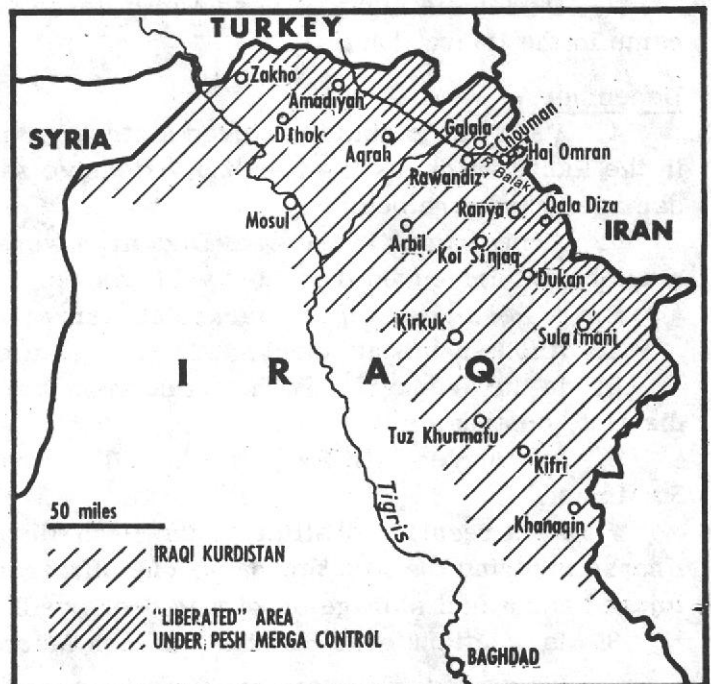 TURKEY
Zakho
Amadiyah
SYRIA
Dihok
Aqrah
Galala
Chouman
Haj Omran
Rawandiz
R. Balak
Mosul
Ranya
Qala Diza
Arbil
IRAN
Koi Sinjaq
Dukan
Kirkuk
Sulaimani
IRAQ
Tuz Khurmatu
Kifri
Tigris
50 miles
Khanaqin
IRAQI KURDISTAN
"LIBERATED" AREA
UNDER PESH MERGA CONTROL
BAGHDAD